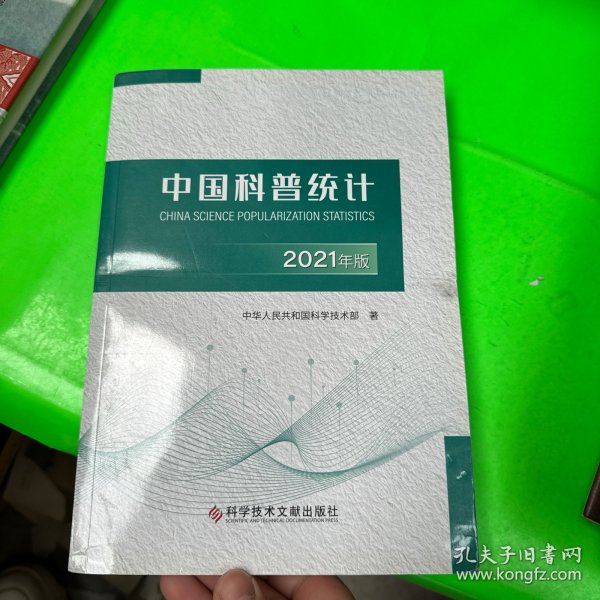 中国科普统计
CHINA SCIENCE POPULARIZATION STATISTICS
2021年版
中华人民共和国科学技术部 著
科学技术文献出版社
SCIENTIFIC AND TECHNICAL DOCUMENTATION PRESS
孔夫子旧书网
www.kongfz.com